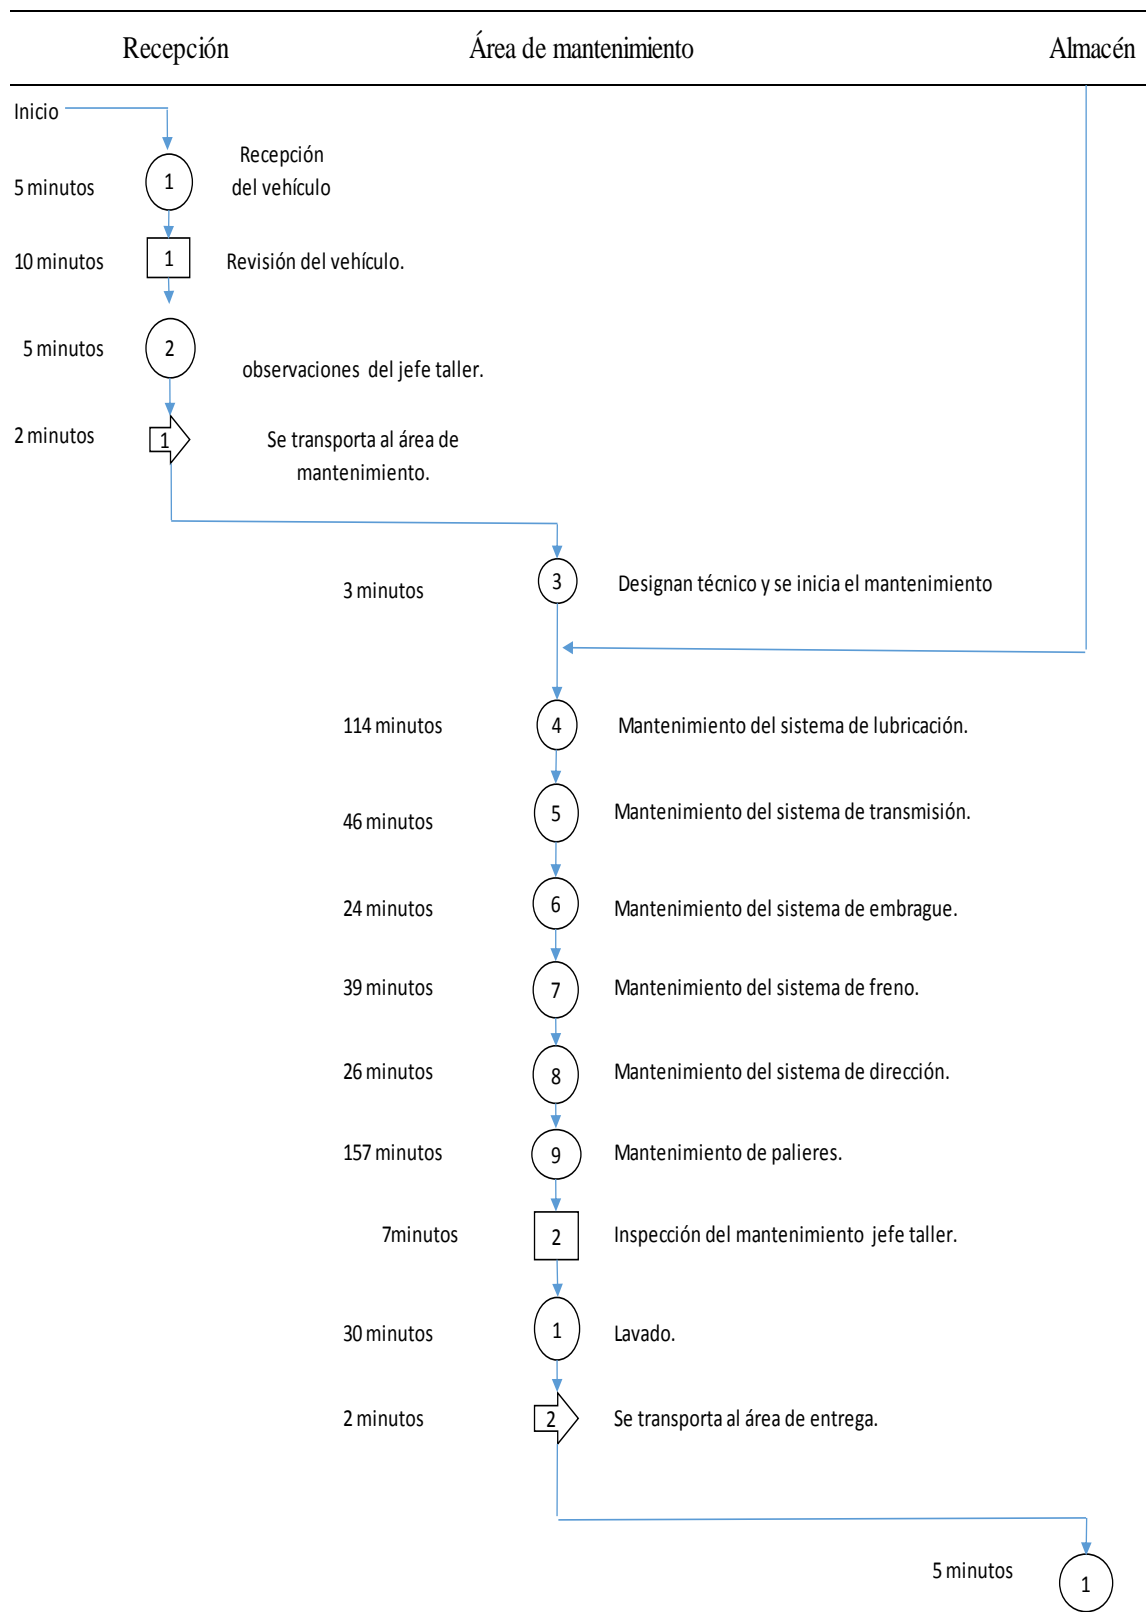 Recepción
Área de mantenimiento
Almacén
Inicio
5 minutos
1
Recepción
del vehículo
10 minutos
1
Revisión del vehículo.
5 minutos
2
observaciones del jefe taller.
2 minutos
1
Se transporta al área de
mantenimiento.
3 minutos
3
Designan técnico y se inicia el mantenimiento
114 minutos
4
Mantenimiento del sistema de lubricación.
46 minutos
5
Mantenimiento del sistema de transmisión.
24 minutos
6
Mantenimiento del sistema de embrague.
39 minutos
7
Mantenimiento del sistema de freno.
26 minutos
8
Mantenimiento del sistema de dirección.
157 minutos
9
Mantenimiento de palieres.
7minutos
2
Inspección del mantenimiento jefe taller.
30 minutos
1
Lavado.
2 minutos
2
Se transporta al área de entrega.
5 minutos
1